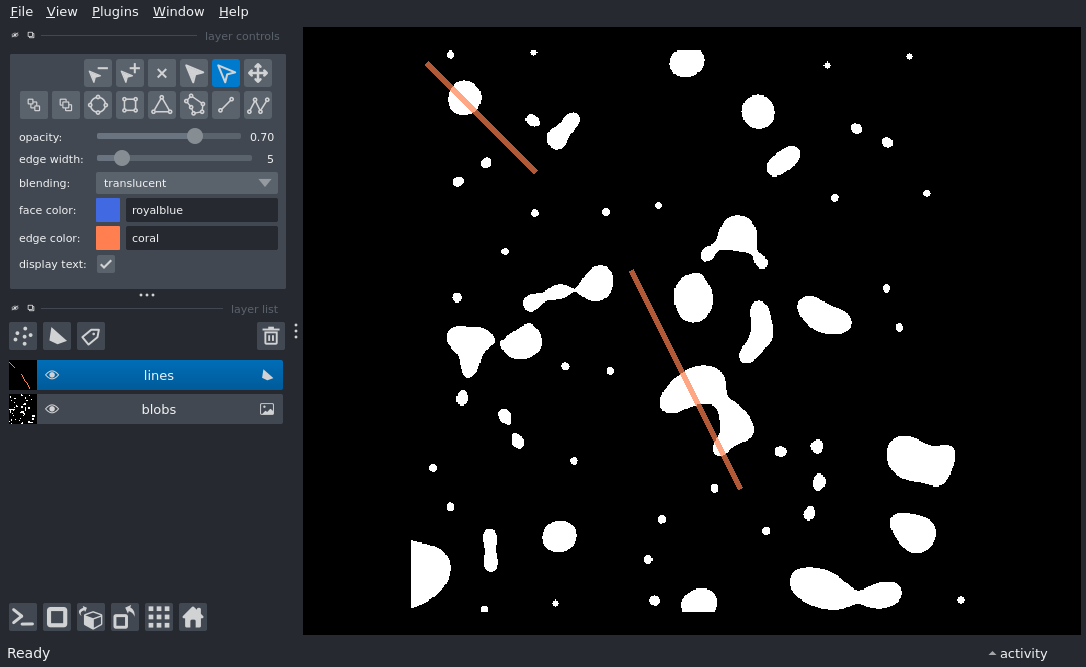 File View Plugins Window Help
layer controls
opacity: 0.70
edge width: 5
blending: translucent
face color: royalblue
edge color: coral
display text:
layer list
lines
blobs
Ready
activity